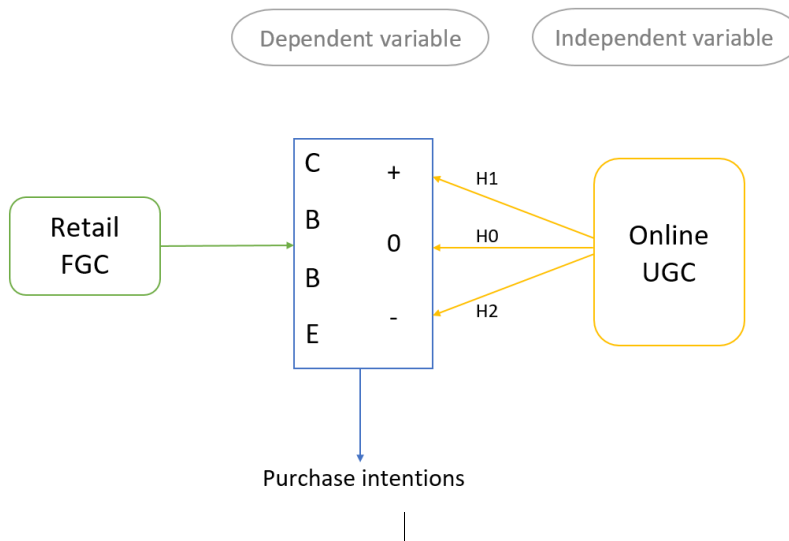 Dependent variable
Independent variable
C
+
H1
B
Retail
FGC
0
H0
Online
UGC
B
-
H2
E
Purchase intentions